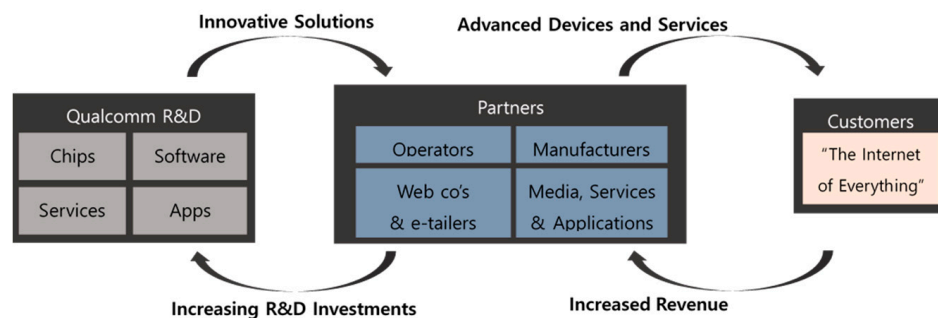 Innovative Solutions
Advanced Devices and Services
Qualcomm R&D
Chips
Software
Services
Apps
Partners
Operators
Manufacturers
Web co's
& e-tailers
Media, Services
& Applications
Customers
"The Internet
of Everything"
Increasing R&D Investments
Increased Revenue